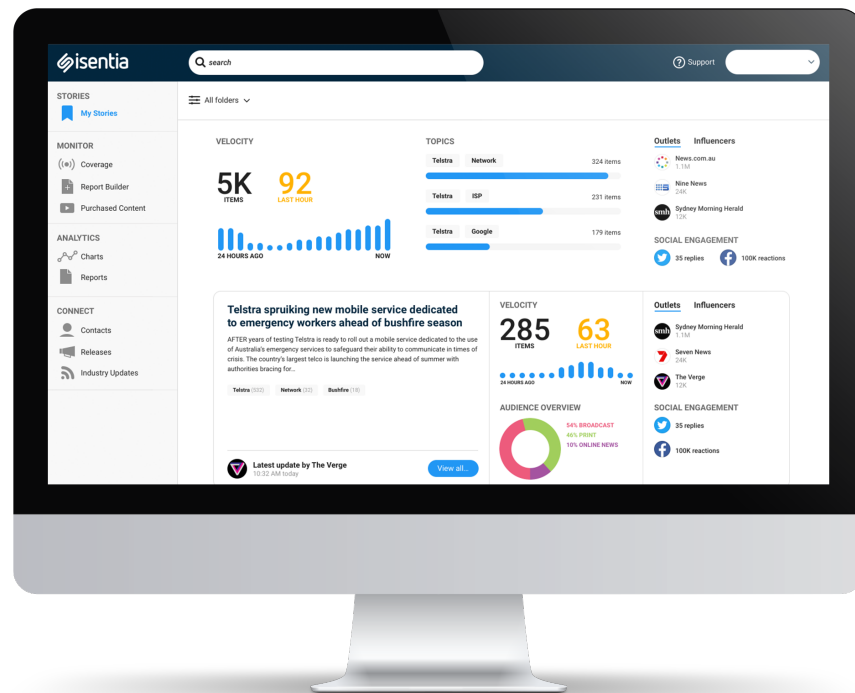 isentia
search
Support
STORIES
My Stories
MONITOR
Coverage
Report Builder
Purchased Content
ANALYTICS
Charts
Reports
CONNECT
Contacts
Releases
Industry Updates
All folders
VELOCITY
5K
ITEMS
92
LAST HOUR
24 HOURS AGO
NOW
TOPICS
Telstra Network 324 items
Telstra ISP 231 items
Telstra Google 179 items
Outlets Influencers
News.com.au
1.1M
Nine News
24K
smh
Sydney Morning Herald
12K
SOCIAL ENGAGEMENT
35 replies
100K reactions
Telstra spruiking new mobile service dedicated
to emergency workers ahead of bushfire season
AFTER years of testing Telstra is ready to roll out a mobile service dedicated to the use
of Australia's emergency services to safeguard their ability to communicate in times of
crisis. The country's largest telco is launching the service ahead of summer with
authorities bracing for...
Telstra (532) Network (32) Bushfire (18)
Latest update by The Verge
10:32 AM today
View all...
VELOCITY
285
ITEMS
63
LAST HOUR
24 HOURS AGO
NOW
AUDIENCE OVERVIEW
54% BROADCAST
46% PRINT
10% ONLINE NEWS
Outlets Influencers
smh
Sydney Morning Herald
1.1M
Seven News
24K
The Verge
12K
SOCIAL ENGAGEMENT
35 replies
100K reactions